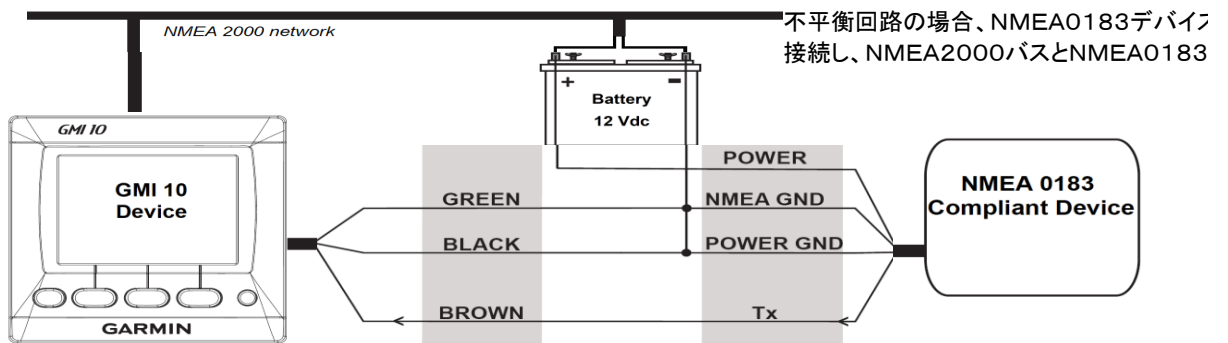 NMEA 2000 network
不平衡回路の場合、NMEA0183デバイス
接続し、NMEA2000バスとNMEA0183
+ -
Battery
12 Vdc
GMI 10
GMI 10
Device
GARMIN
GREEN
BLACK
BROWN
POWER
NMEA GND
POWER GND
Tx
NMEA 0183
Compliant Device